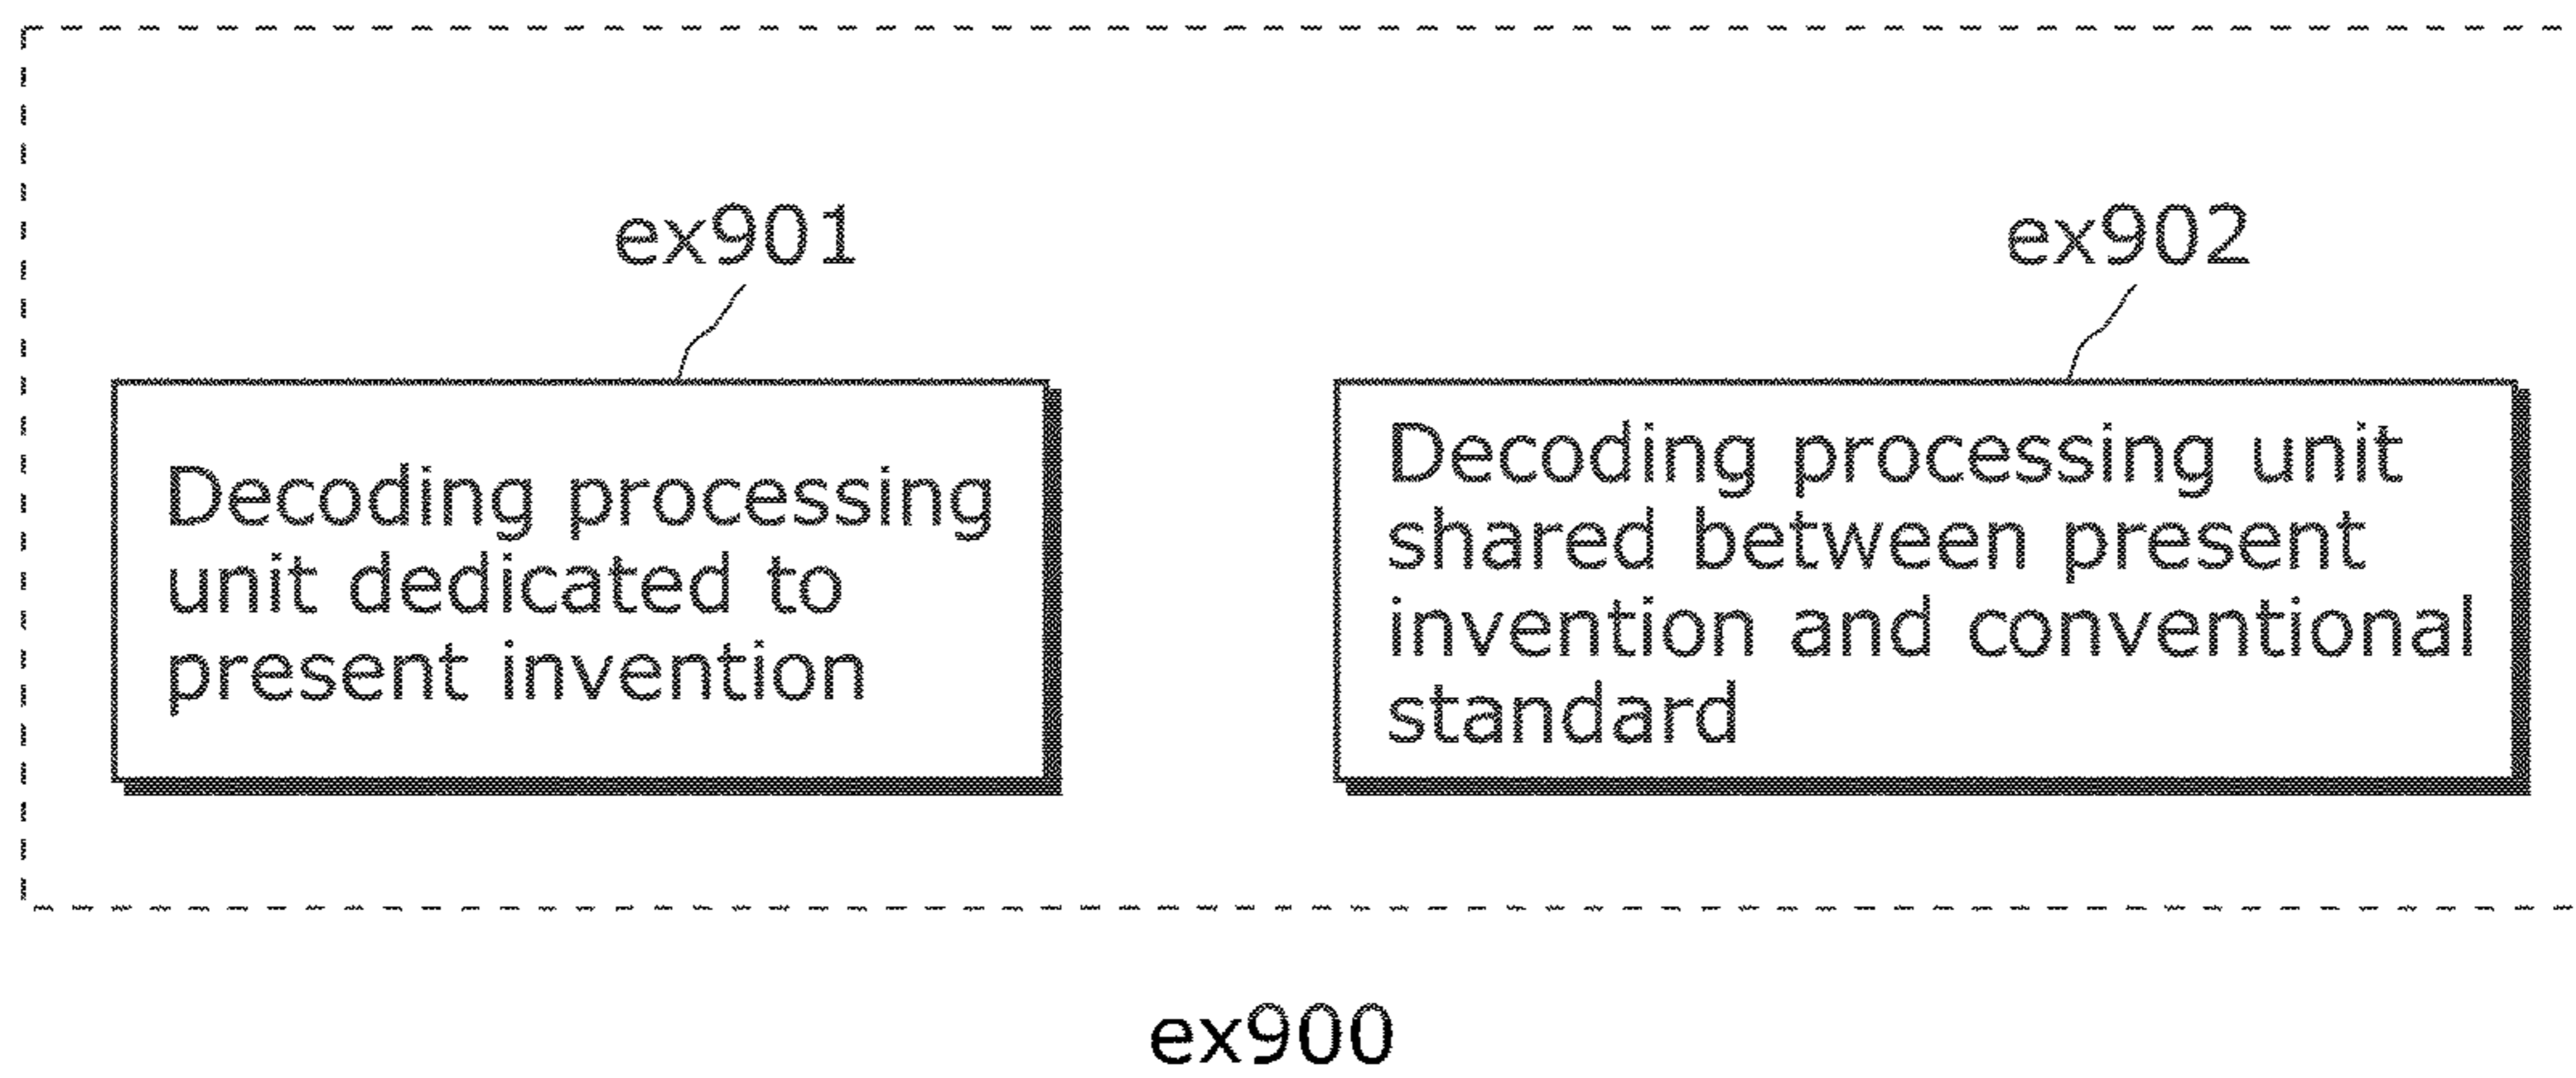 ex901
ex902
Decoding processing
unit dedicated to
present invention
Decoding processing unit
shared between present
invention and conventional
standard
ex900